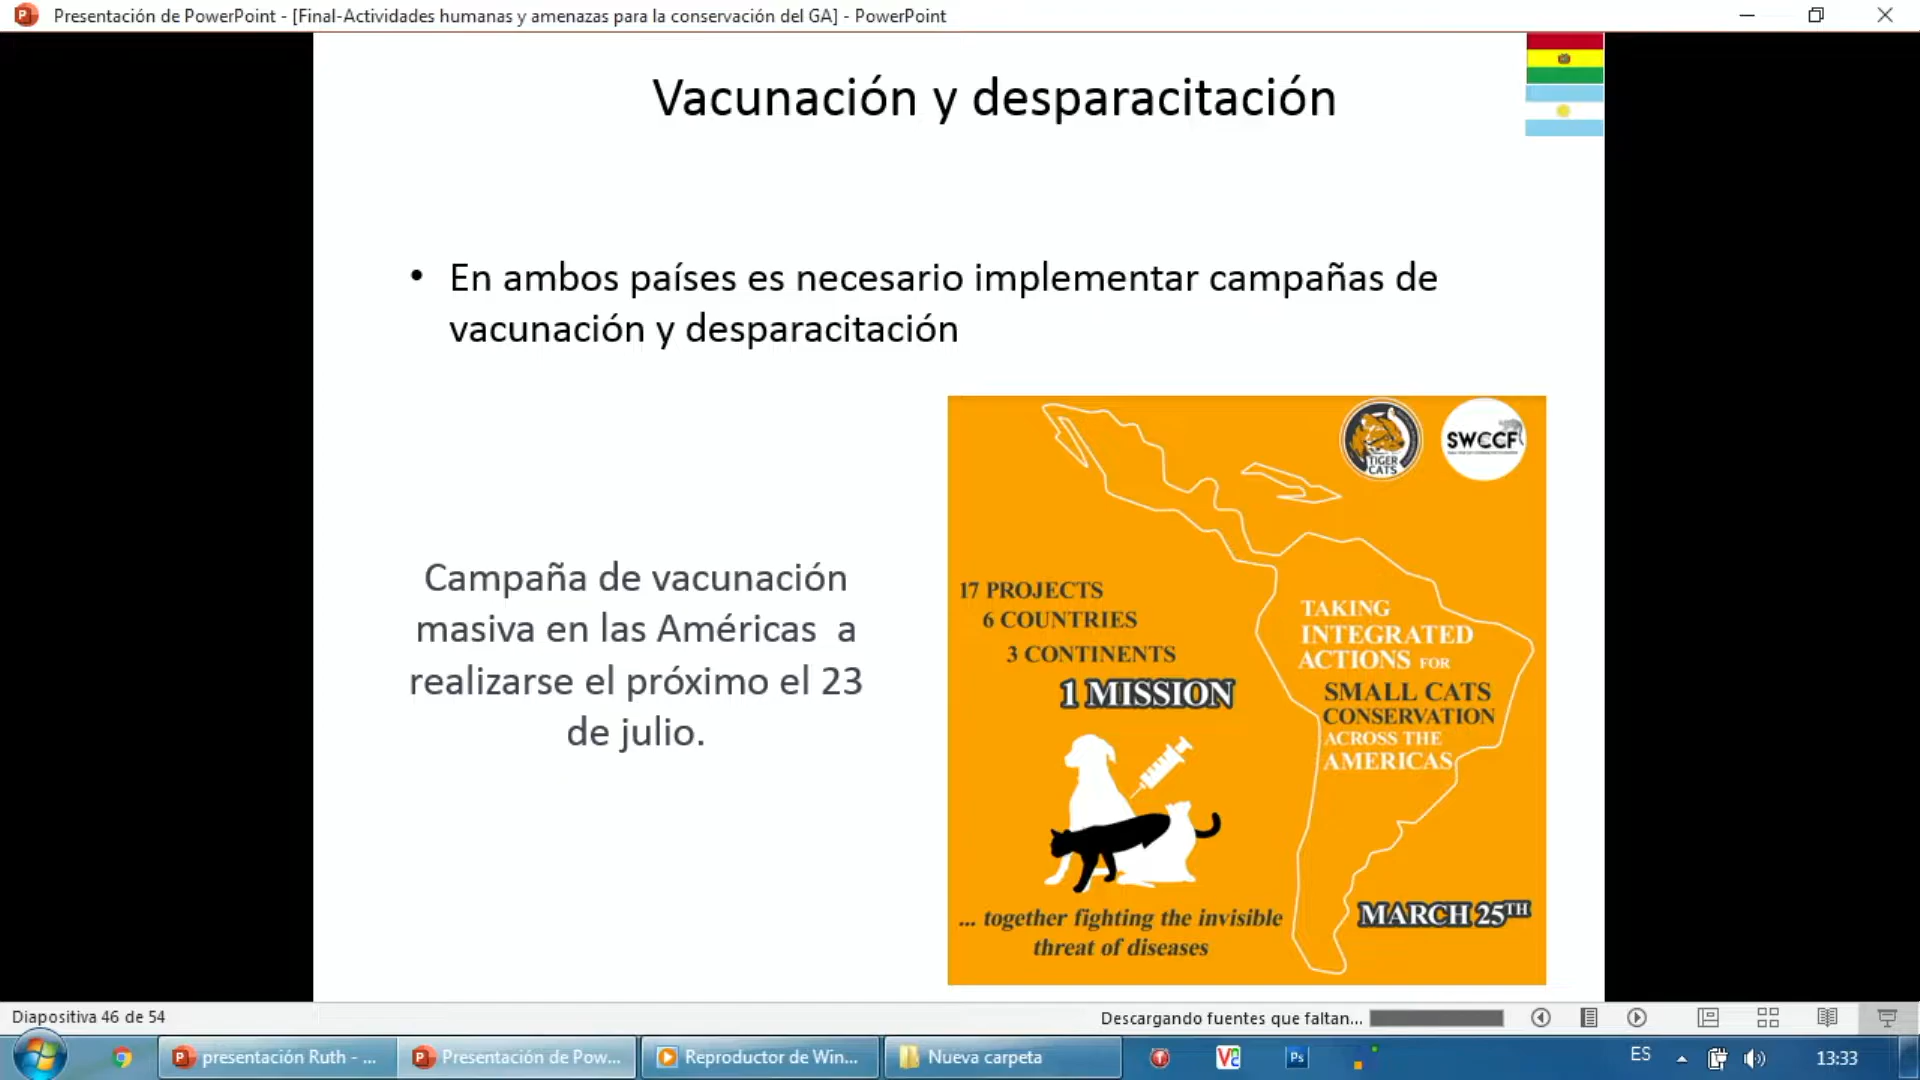 Presentación de PowerPoint - [Final-Actividades humanas y amenazas para la conservación del GA] - PowerPoint
Vacunación y desparacitación
• En ambos países es necesario implementar campañas de
vacunación y desparacitación
Campaña de vacunación
masiva en las Américas a
realizarse el próximo el 23
de julio.
TIGER
CATS
SWCCF
17 PROJECTS
6 COUNTRIES
3 CONTINENTS
1 MISSION
TAKING
INTEGRATED
ACTIONS FOR
SMALL CATS
CONSERVATION
ACROSS THE
AMERICAS
... together fighting the invisible
threat of diseases
MARCH 25TH
Diapositiva 46 de 54
Descargando fuentes que faltan...
presentación Ruth - ...
Presentación de Pow...
Reproductor de Win...
Nueva carpeta
Ps
ES
13:33